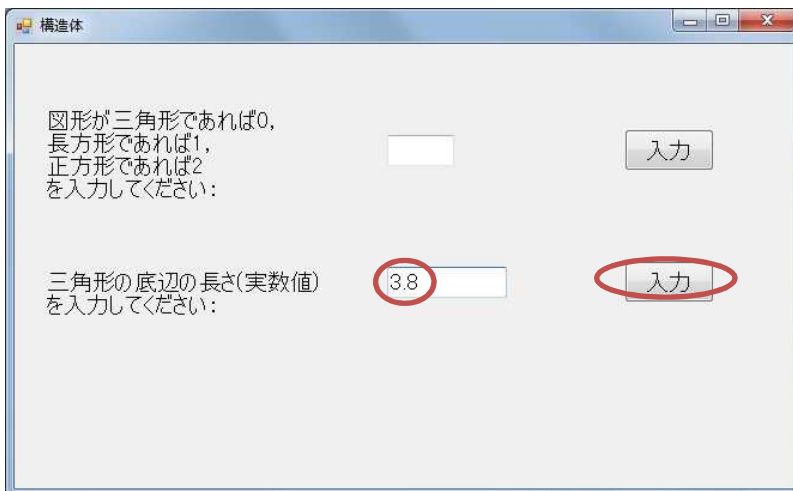 構造体
図形が三角形であれば0,
長方形であれば1,
正方形であれば2
を入力してください:
入力
三角形の底辺の長さ(実数値)
を入力してください:
3.8
入力